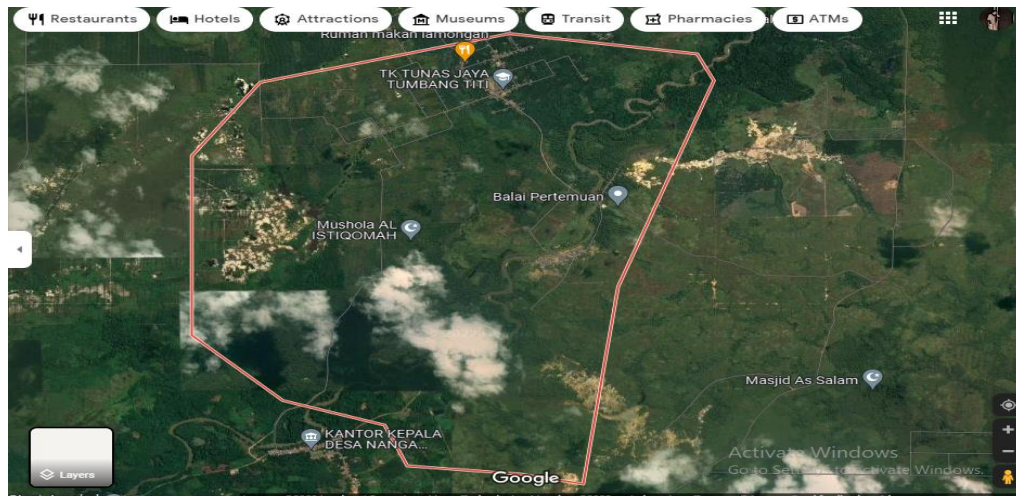 Restaurants
Hotels
Attractions
Museums
Transit
Pharmacies
ATMs
Rumah makan lamongan
TK TUNAS JAYA
TUMBANG TITI
Balai Pertemuan
Mushola AL
ISTIQOMAH
Masjid As Salam
KANTOR KEPALA
DESA NANGA...
Layers
Google
Activate Windows
Go to Settings to activate Windows.